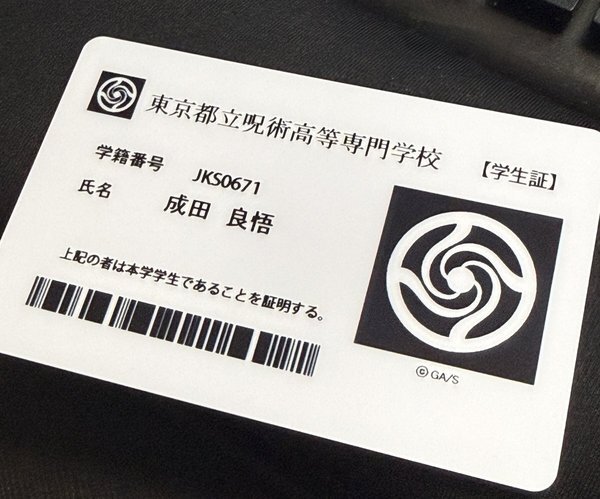 東京都立呪術高等専門学校
【学生証】
学籍番号 JKS0671
氏名 成田 良悟
上記の者は本学学生であることを証明する。
©GA/S